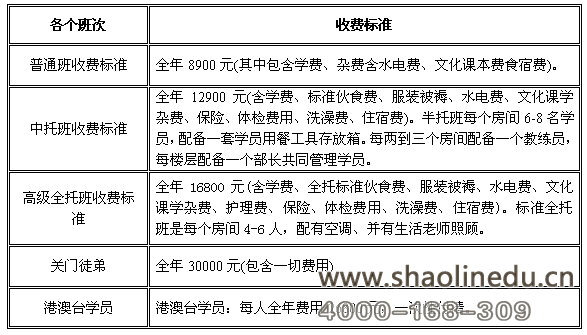 各个班次 收费标准
普通班收费标准 全年8900元(其中包含学费、杂费含水电费、文化课本费食宿费)。
中托班收费标准 全年 12900 元(含学费、标准伙食费、服装被褥、水电费、文化课学
杂费、保险、体检费用、洗澡费、住宿费)。半托班每个房间 6-8 名学
员,配备一套学员用餐工具存放箱。每两到三个房间配备一个教练员,
每楼层配备一个部长共同管理学员。
高级全托班收费标
准 全年 16800 元(含学费、全托标准伙食费、服装被褥、水电费、文化
课学杂费、护理费、保险、体检费用、洗澡费、住宿费)。标准全托
班是每个房间4-6人,配有空调、并有生活老师照顾。
关门徒弟 全年30000元(包含一切费用)
www.shaolinedu.cn
港澳台学员 港澳台学员:每人全年费用
4000-168-309